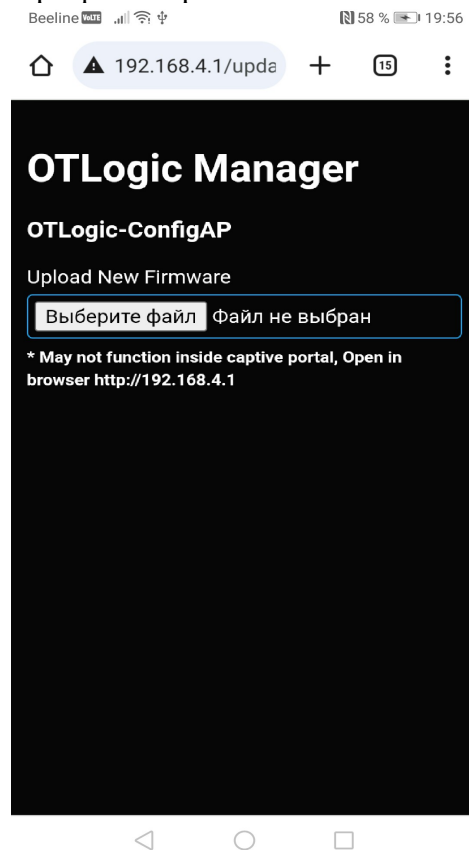 Beeline VoLTE 58 % 19:56
192.168.4.1/upda 15
OTLogic Manager
OTLogic-ConfigAP
Upload New Firmware
Выберите файл Файл не выбран
* May not function inside captive portal, Open in
browser http://192.168.4.1